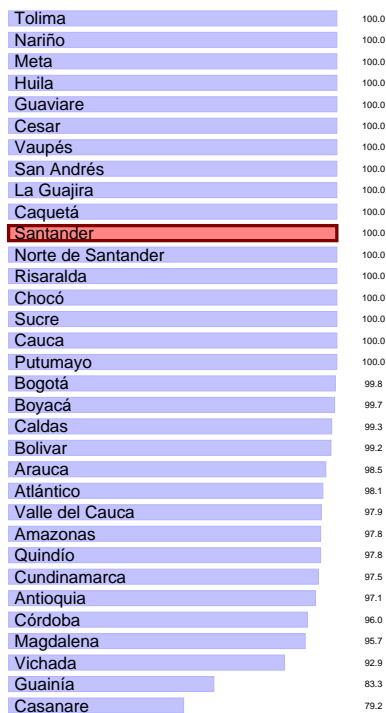 Tolima 100.0
Nariño 100.0
Meta 100.0
Huila 100.0
Guaviare 100.0
Cesar 100.0
Vaupés 100.0
San Andrés 100.0
La Guajira 100.0
Caquetá 100.0
Santander 100.0
Norte de Santander 100.0
Risaralda 100.0
Chocó 100.0
Sucre 100.0
Cauca 100.0
Putumayo 100.0
Bogotá 99.8
Boyacá 99.7
Caldas 99.3
Bolivar 99.2
Arauca 98.5
Atlántico 98.1
Valle del Cauca 97.9
Amazonas 97.8
Quindío 97.8
Cundinamarca 97.5
Antioquia 97.1
Córdoba 96.0
Magdalena 95.7
Vichada 92.9
Guainía 83.3
Casanare 79.2